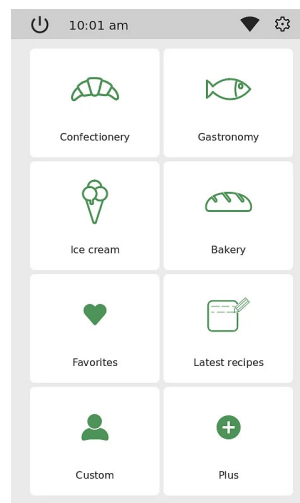 10:01 am
Confectionery
Gastronomy
Ice cream
Bakery
Favorites
Latest recipes
Custom
Plus